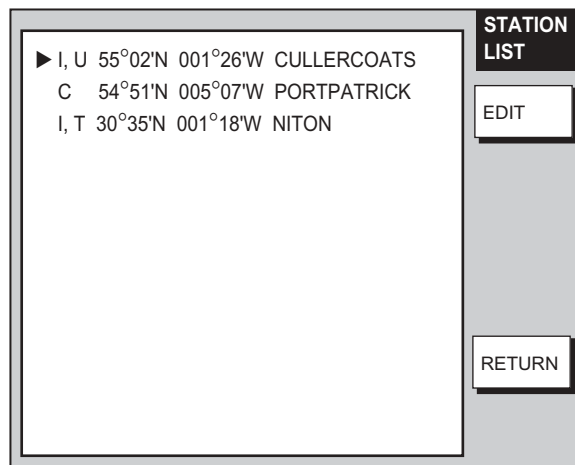 STATION
LIST
▶ I, U 55°02'N 001°26'W CULLERCOATS
C 54°51'N 005°07'W PORTPATRICK
I, T 30°35'N 001°18'W NITON
EDIT
RETURN